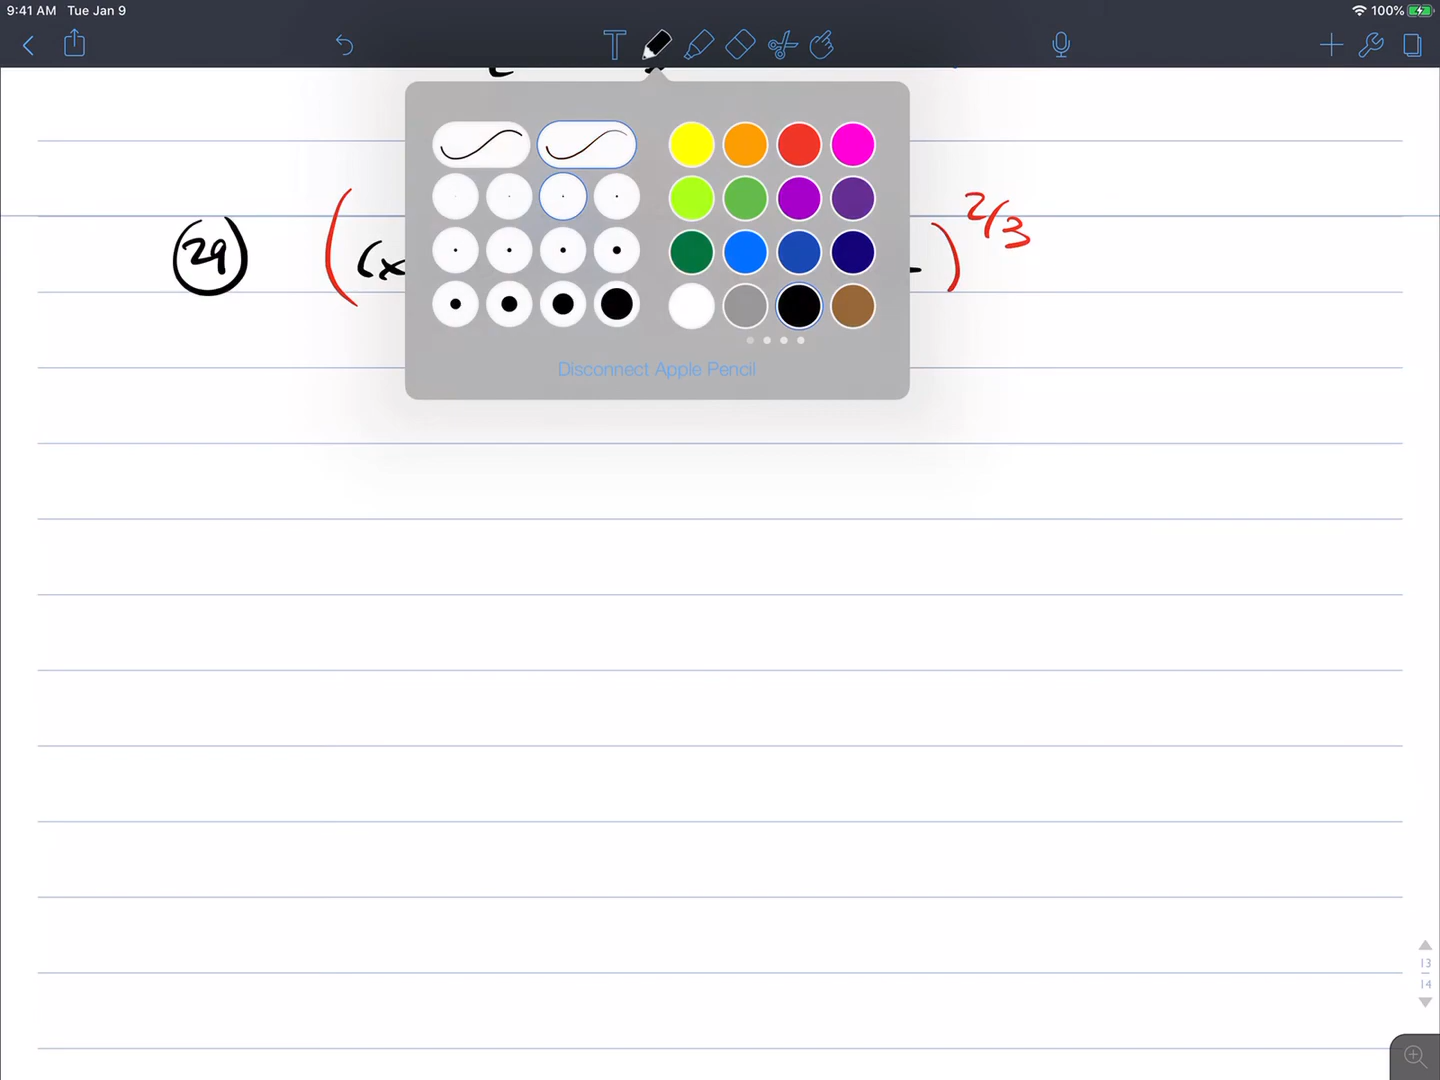 9:41 AM Tue Jan 9 100%
T
29 ( (x ) 2/3
Disconnect Apple Pencil
13
14